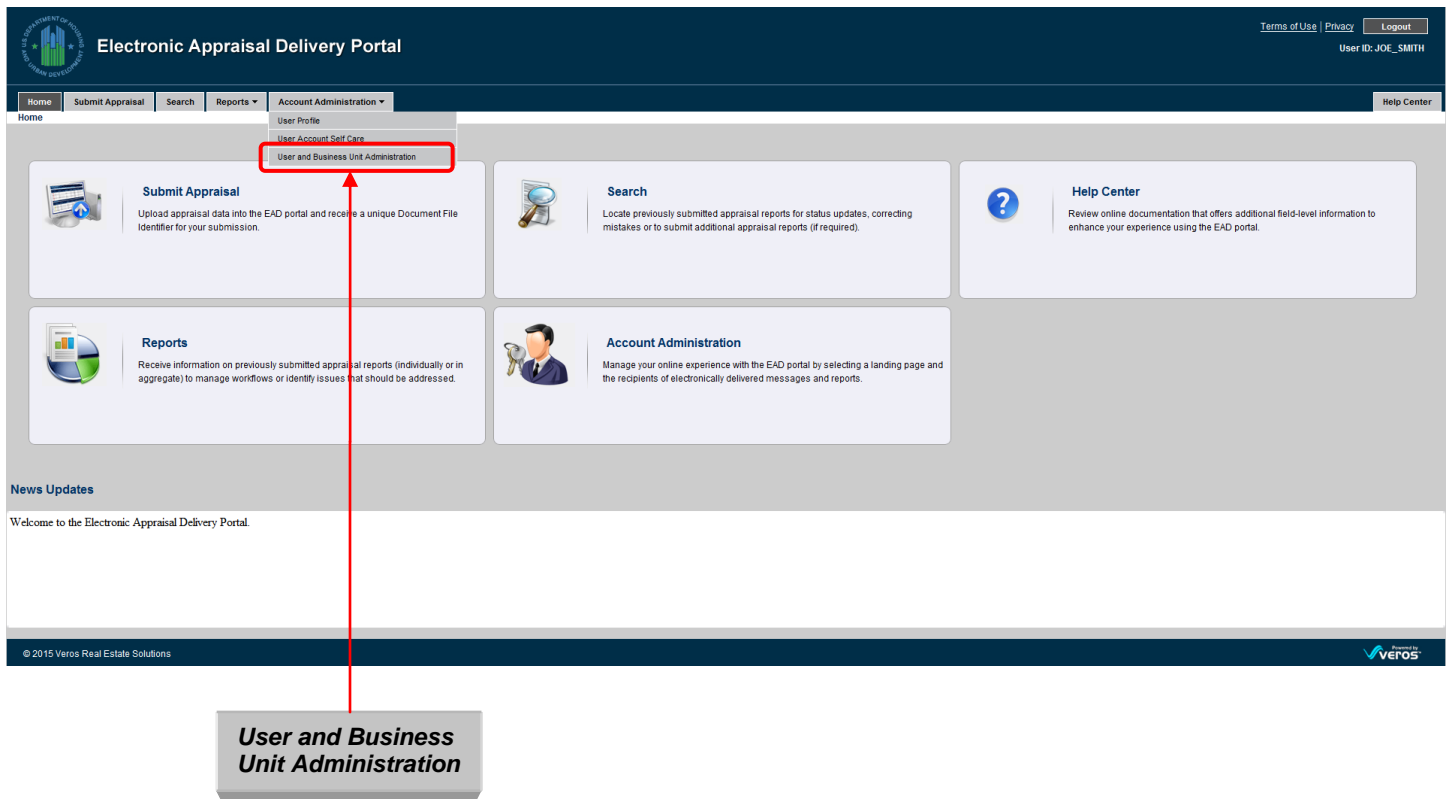 U.S. DEPARTMENT OF HOUSING AND URBAN DEVELOPMENT
Electronic Appraisal Delivery Portal
Terms of Use | Privacy Logout
User ID: JOE_SMITH
Home Submit Appraisal Search Reports Account Administration Help Center
Home
User Profile
User Account Self Care
User and Business Unit Administration
Submit Appraisal
Upload appraisal data into the EAD portal and receive a unique Document File
Identifier for your submission.
Search
Locate previously submitted appraisal reports for status updates, correcting
mistakes or to submit additional appraisal reports (if required).
Help Center
Review online documentation that offers additional field-level information to
enhance your experience using the EAD portal.
Reports
Receive information on previously submitted appraisal reports (individually or in
aggregate) to manage workflows or identify issues that should be addressed.
Account Administration
Manage your online experience with the EAD portal by selecting a landing page and
the recipients of electronically delivered messages and reports.
News Updates
Welcome to the Electronic Appraisal Delivery Portal.
© 2015 Veros Real Estate Solutions
Powered by
veros
User and Business
Unit Administration